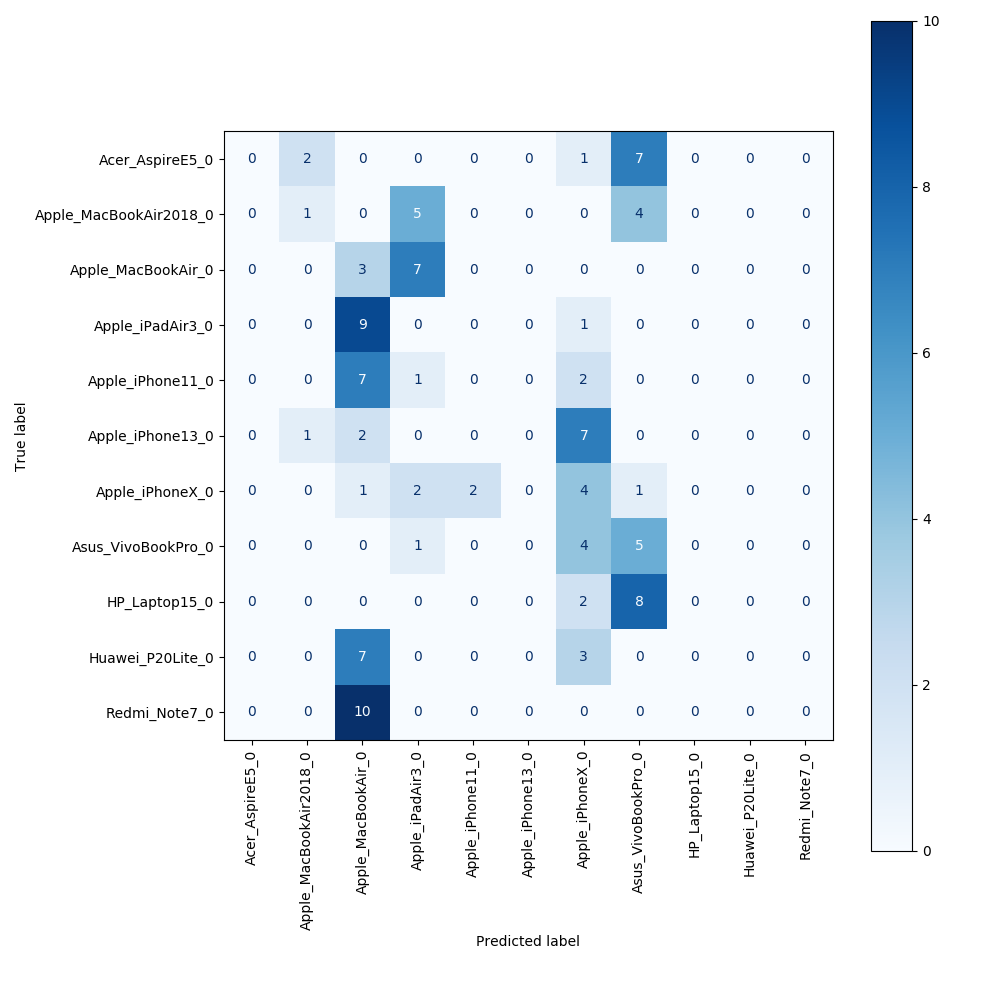 Acer_AspireE5_0 0 2 0 0 0 0 1 7 0 0 0
Apple_MacBookAir2018_0 0 1 0 5 0 0 0 4 0 0 0
Apple_MacBookAir_0 0 0 3 7 0 0 0 0 0 0 0
Apple_iPadAir3_0 0 0 9 0 0 0 1 0 0 0 0
Apple_iPhone11_0 0 0 7 1 0 0 2 0 0 0 0
Apple_iPhone13_0 0 1 2 0 0 0 7 0 0 0 0
Apple_iPhoneX_0 0 0 1 2 2 0 4 1 0 0 0
Asus_VivoBookPro_0 0 0 0 1 0 0 4 5 0 0 0
HP_Laptop15_0 0 0 0 0 0 0 2 8 0 0 0
Huawei_P20Lite_0 0 0 7 0 0 0 3 0 0 0 0
Redmi_Note7_0 0 0 10 0 0 0 0 0 0 0 0
True label
Acer_AspireE5_0
Apple_MacBookAir2018_0
Apple_MacBookAir_0
Apple_iPadAir3_0
Apple_iPhone11_0
Apple_iPhone13_0
Apple_iPhoneX_0
Asus_VivoBookPro_0
HP_Laptop15_0
Huawei_P20Lite_0
Redmi_Note7_0
Predicted label
10
8
6
4
2
0